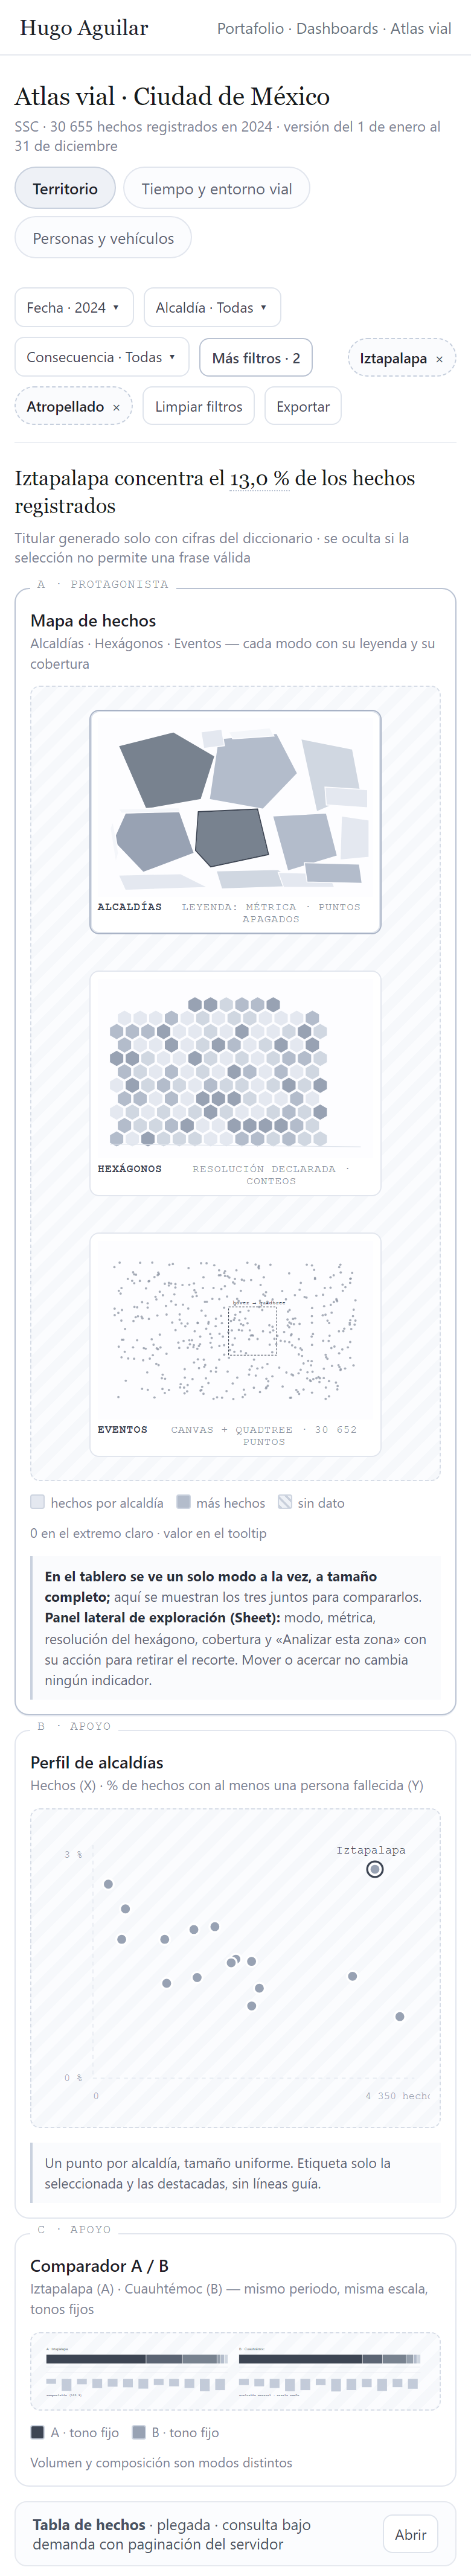 Hugo Aguilar
Portafolio · Dashboards · Atlas vial
Atlas vial · Ciudad de México
SSC · 30 655 hechos registrados en 2024 · versión del 1 de enero al
31 de diciembre
Territorio
Tiempo y entorno vial
Personas y vehículos
Fecha · 2024 ▾
Alcaldía · Todas ▾
Consecuencia · Todas ▾
Más filtros · 2
Iztapalapa ×
Atropellado ×
Limpiar filtros
Exportar
Iztapalapa concentra el 13,0 % de los hechos
registrados
Titular generado solo con cifras del diccionario · se oculta si la
selección no permite una frase válida
A · PROTAGONISTA
Mapa de hechos
Alcaldías · Hexágonos · Eventos — cada modo con su leyenda y su
cobertura
ALCALDÍAS
LEYENDA: MÉTRICA · PUNTOS
APAGADOS
HEXÁGONOS
RESOLUCIÓN DECLARADA ·
CONTEOS
EVENTOS
CANVAS + QUADTREE · 30 652
PUNTOS
hechos por alcaldía
más hechos
sin dato
0 en el extremo claro · valor en el tooltip
En el tablero se ve un solo modo a la vez, a tamaño
completo; aquí se muestran los tres juntos para compararlos.
Panel lateral de exploración (Sheet): modo, métrica,
resolución del hexágono, cobertura y «Analizar esta zona» con
su acción para retirar el recorte. Mover o acercar no cambia
ningún indicador.
B · APOYO
Perfil de alcaldías
Hechos (X) · % de hechos con al menos una persona fallecida (Y)
Iztapalapa
3 %
0 %
0
4 350 hecho
Un punto por alcaldía, tamaño uniforme. Etiqueta solo la
seleccionada y las destacadas, sin líneas guía.
C · APOYO
Comparador A / B
Iztapalapa (A) · Cuauhtémoc (B) — mismo periodo, misma escala,
tonos fijos
A · Iztapalapa
B · Cuauhtémoc
A · tono fijo
B · tono fijo
Volumen y composición son modos distintos
Tabla de hechos · plegada · consulta bajo
demanda con paginación del servidor
Abrir